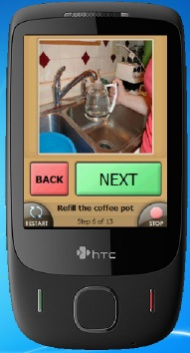 BACK NEXT
Refill the coffee pot
RESTART Step 6 of 13 STOP
htc